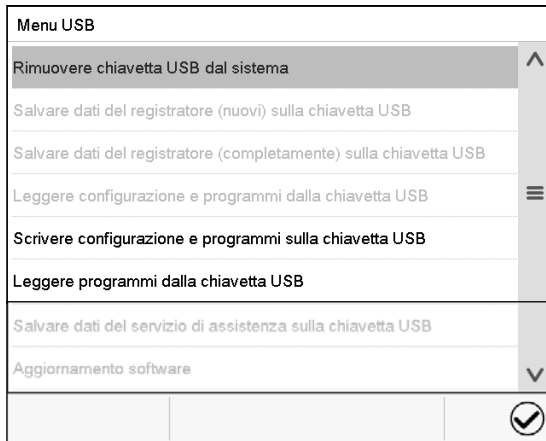 Menu USB
Rimuovere chiavetta USB dal sistema
Salvare dati del registratore (nuovi) sulla chiavetta USB
Salvare dati del registratore (completamente) sulla chiavetta USB
Leggere configurazione e programmi dalla chiavetta USB
Scrivere configurazione e programmi sulla chiavetta USB
Leggere programmi dalla chiavetta USB
Salvare dati del servizio di assistenza sulla chiavetta USB
Aggiornamento software